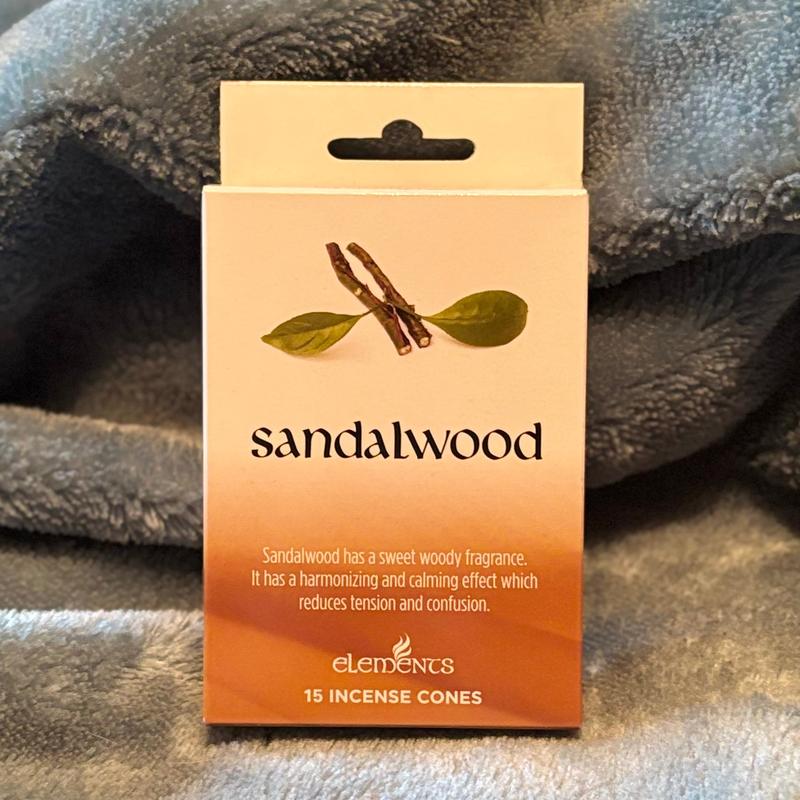 sandalwood
Sandalwood has a sweet woody fragrance.
It has a harmonizing and calming effect which
reduces tension and confusion.
elements
15 INCENSE CONES